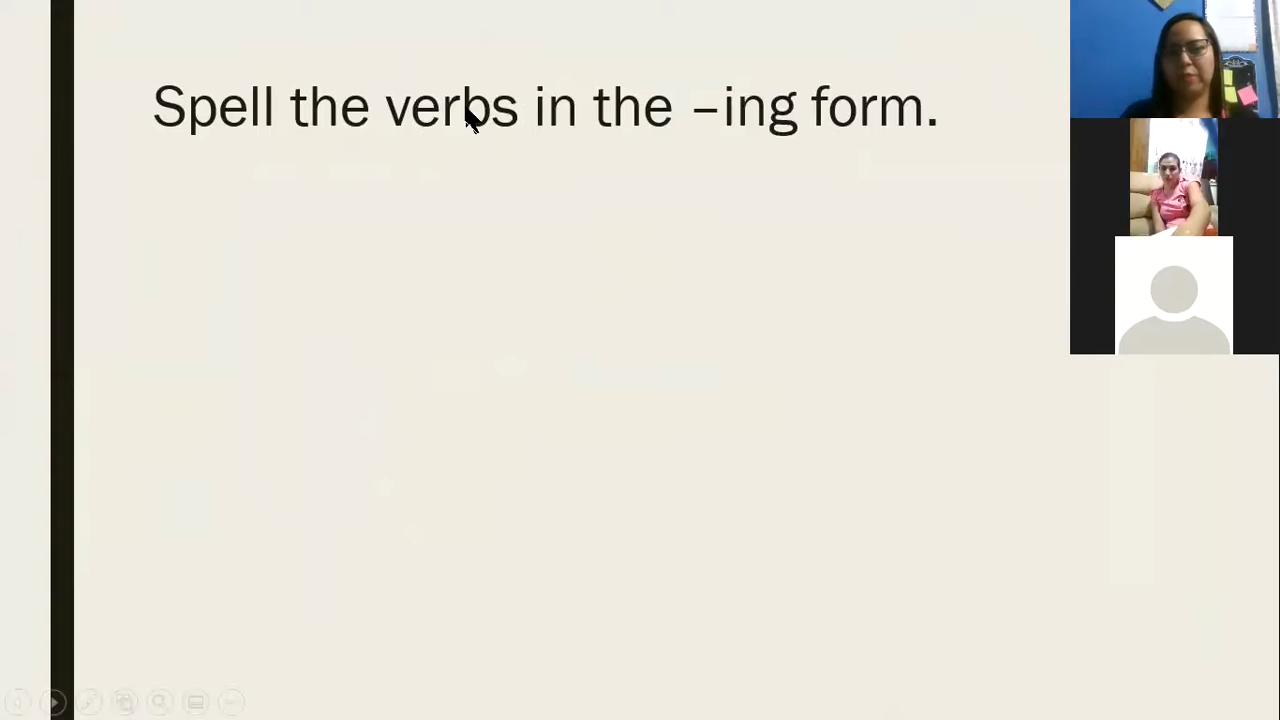 Spell the verbs in the –ing form.